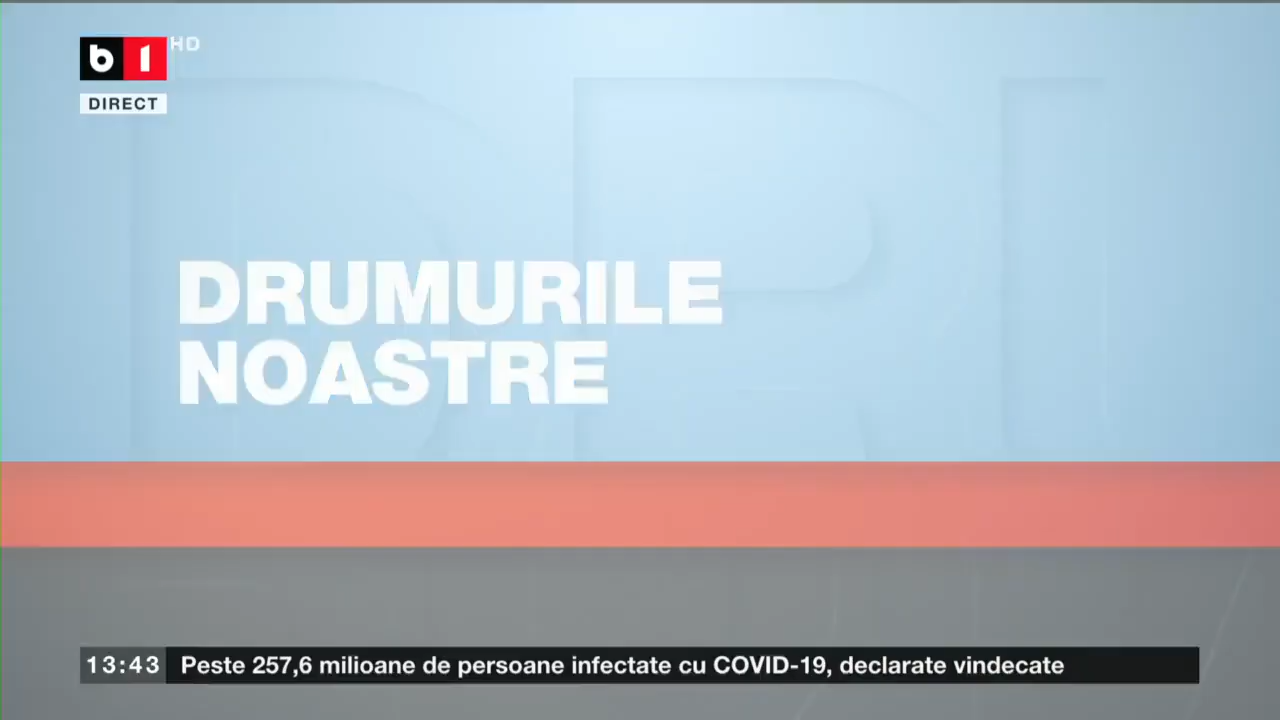 b1 HD
DIRECT
DRUMURILE
NOASTRE
13:43 Peste 257,6 milioane de persoane infectate cu COVID-19, declarate vindecate